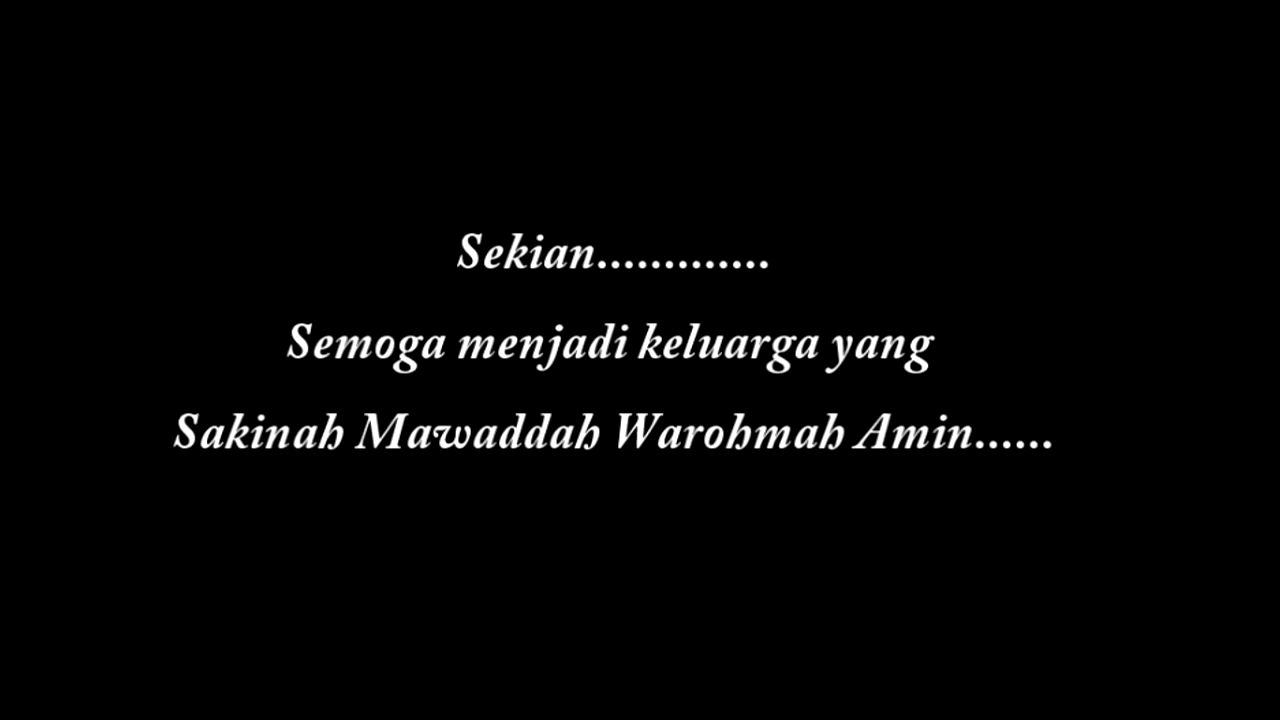 Sekian.............
Semoga menjadi keluarga yang
Sakinah Mawaddah Warohmah Amin......